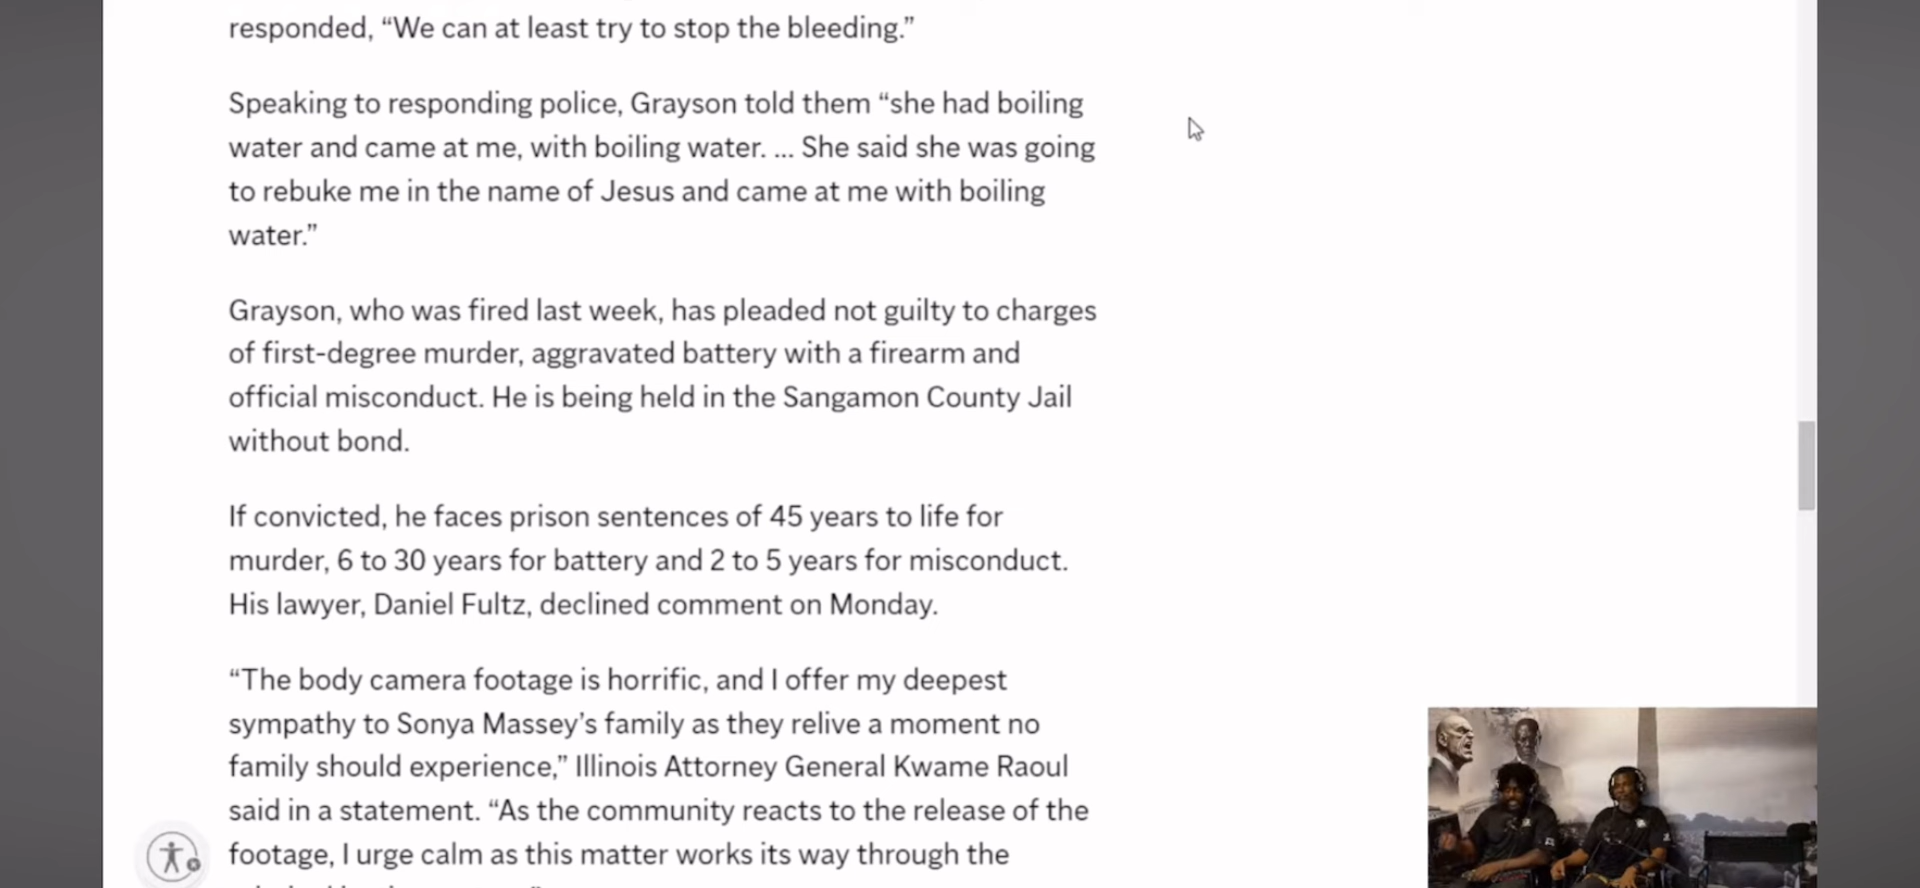 responded, “We can at least try to stop the bleeding.”
Speaking to responding police, Grayson told them “she had boiling
water and came at me, with boiling water. ... She said she was going
to rebuke me in the name of Jesus and came at me with boiling
water.”
Grayson, who was fired last week, has pleaded not guilty to charges
of first-degree murder, aggravated battery with a firearm and
official misconduct. He is being held in the Sangamon County Jail
without bond.
If convicted, he faces prison sentences of 45 years to life for
murder, 6 to 30 years for battery and 2 to 5 years for misconduct.
His lawyer, Daniel Fultz, declined comment on Monday.
“The body camera footage is horrific, and I offer my deepest
sympathy to Sonya Massey’s family as they relive a moment no
family should experience,” Illinois Attorney General Kwame Raoul
said in a statement. “As the community reacts to the release of the
footage, I urge calm as this matter works its way through the